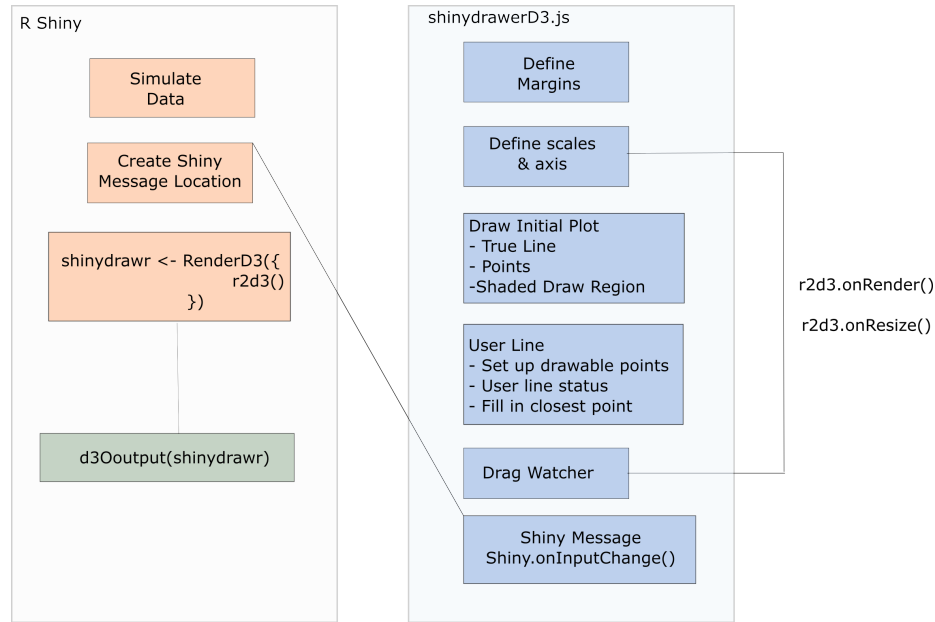 R Shiny
Simulate
Data
Create Shiny
Message Location
shinydrawr <- RenderD3({
r2d3()
})
d3Ooutput(shinydrawr)
shinydrawerD3.js
Define
Margins
Define scales
& axis
Draw Initial Plot
- True Line
- Points
-Shaded Draw Region
User Line
- Set up drawable points
- User line status
- Fill in closest point
Drag Watcher
Shiny Message
Shiny.onInputChange()
r2d3.onRender()
r2d3.onResize()